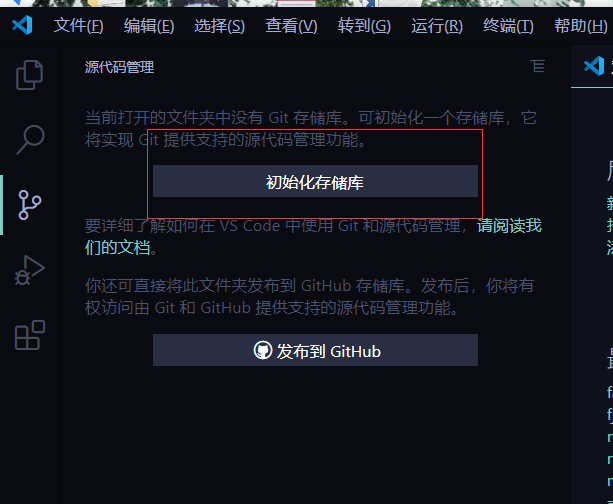 文件(F) 编辑(E) 选择(S) 查看(V) 转到(G) 运行(R) 终端(T) 帮助(H)
源代码管理
当前打开的文件夹中没有 Git 存储库。可初始化一个存储库，它
将实现 Git 提供支持的源代码管理功能。
初始化存储库
要详细了解如何在 VS Code 中使用 Git 和源代码管理，请阅读我
们的文档。
你还可直接将此文件夹发布到 GitHub 存储库。发布后，你将有
权访问由 Git 和 GitHub 提供支持的源代码管理功能。
发布到 GitHub